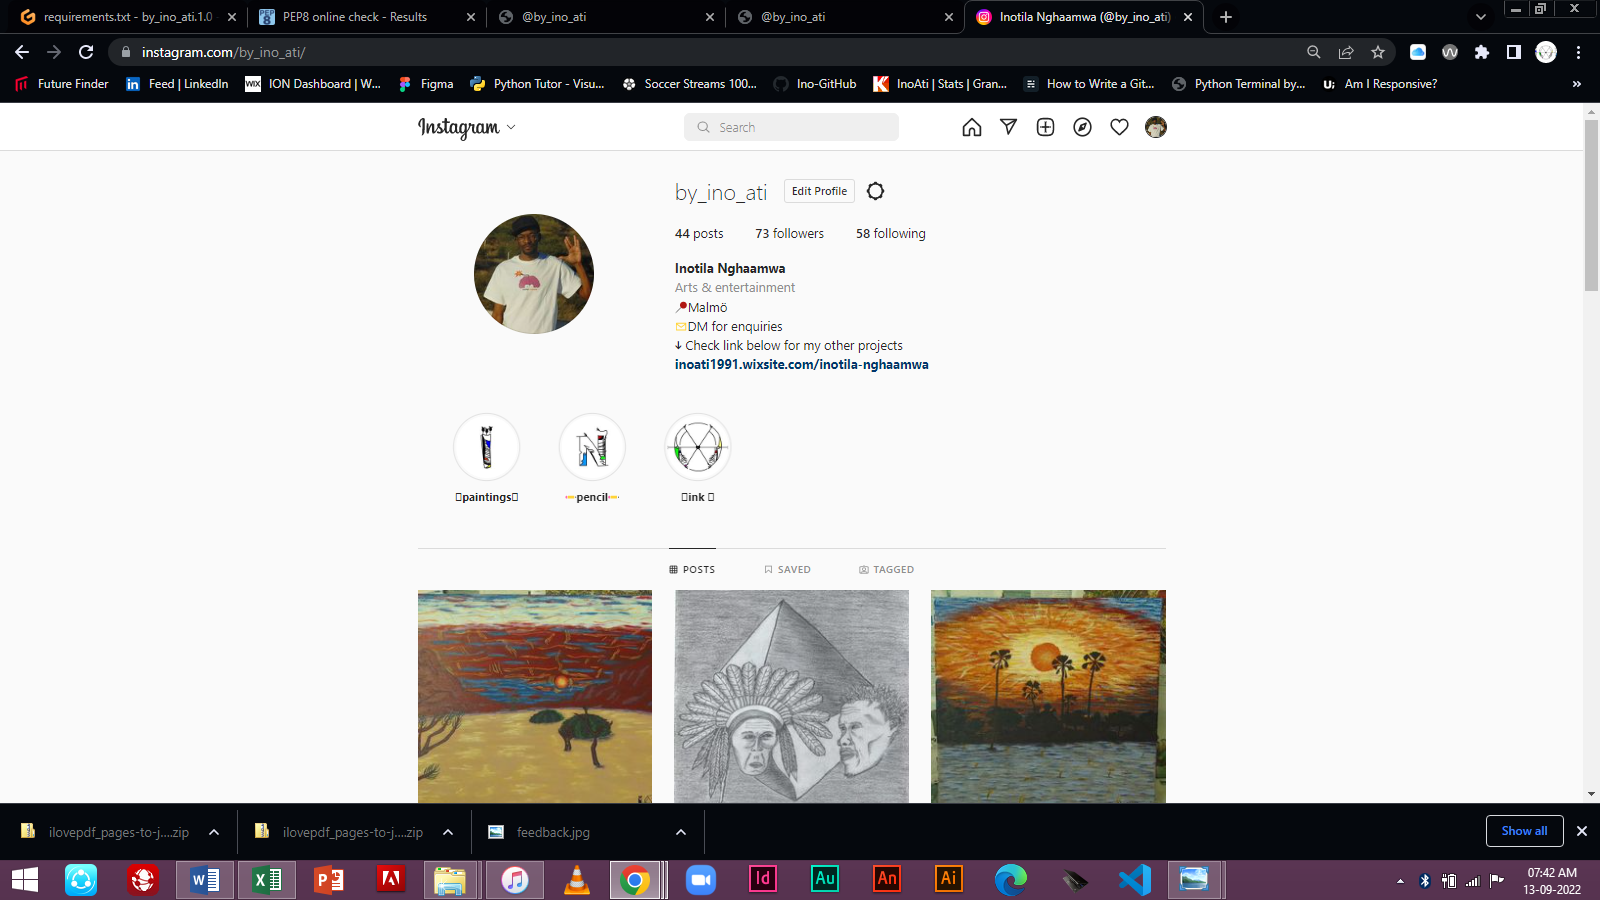 requirements.txt - by_ino_ati.1.0
PEP8 online check - Results
@by_ino_ati
@by_ino_ati
Inotila Nghaamwa (@by_ino_ati)
instagram.com/by_ino_ati/
Future Finder
Feed | LinkedIn
WIX
ION Dashboard | W...
Figma
Python Tutor - Visu...
Soccer Streams 100...
Ino-GitHub
InoAti | Stats | Gran...
How to Write a Git...
Python Terminal by...
Am I Responsive?
Instagram
Search
by_ino_ati
Edit Profile
44 posts
73 followers
58 following
Inotila Nghaamwa
Arts & entertainment
Malmö
DM for enquiries
↓ Check link below for my other projects
inoati1991.wixsite.com/inotila-nghaamwa
paintings
pencil
ink
POSTS
SAVED
TAGGED
ilovepdf_pages-to-j....zip
ilovepdf_pages-to-j....zip
feedback.jpg
Show all
Id
Au
An
Ai
07:42 AM
13-09-2022